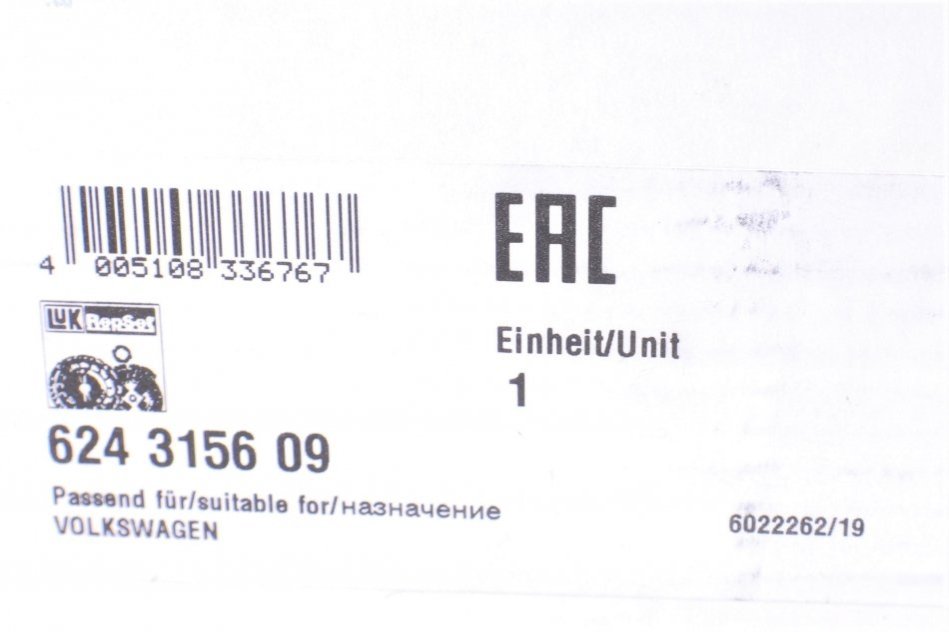 4 005108 336767
EAC
LuK RepSet
Einheit/Unit
1
624 3156 09
Passend für/suitable for/назначение
VOLKSWAGEN
6022262/19